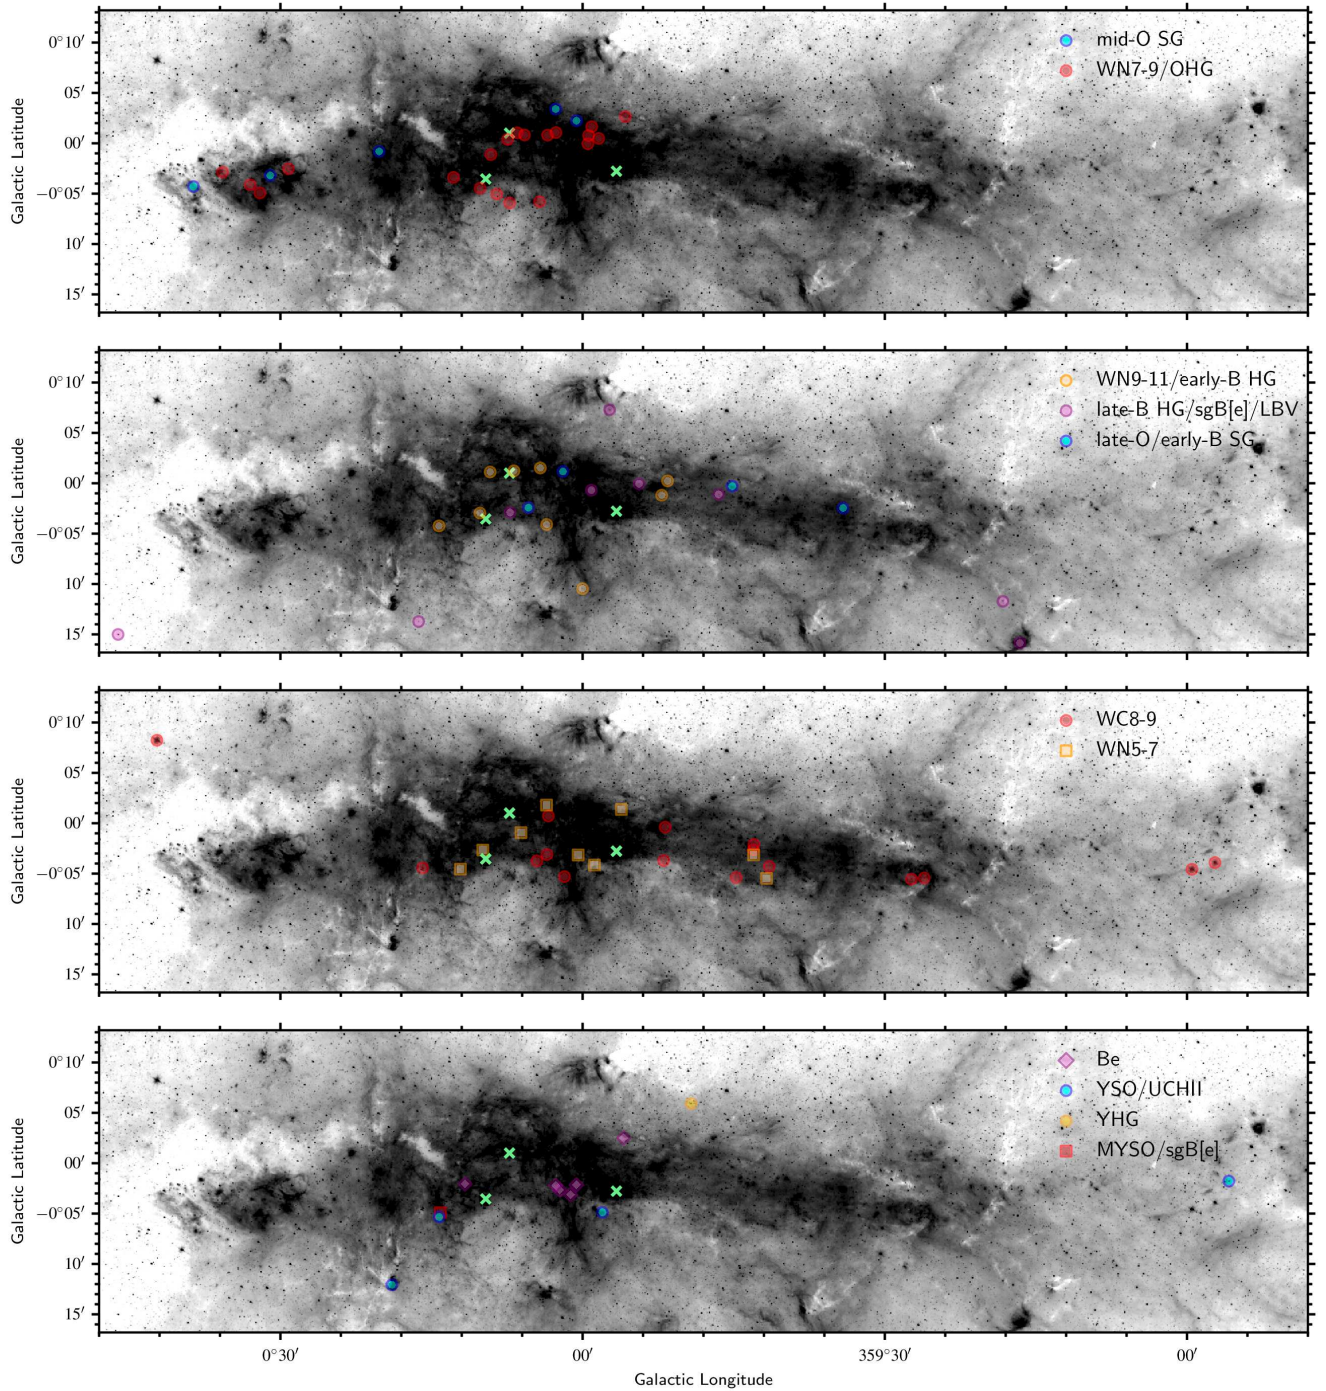 0°10′
05′
00′
−0°05′
10′
15′
Galactic Latitude
mid-O SG
WN7-9/OHG
0°10′
05′
00′
−0°05′
10′
15′
Galactic Latitude
WN9-11/early-B HG
late-B HG/sgB[e]/LBV
late-O/early-B SG
0°10′
05′
00′
−0°05′
10′
15′
Galactic Latitude
WC8-9
WN5-7
0°10′
05′
00′
−0°05′
10′
15′
Galactic Latitude
Be
YSO/UCHII
YHG
MYSO/sgB[e]
0°30′ 00′ 359°30′ 00′
Galactic Longitude